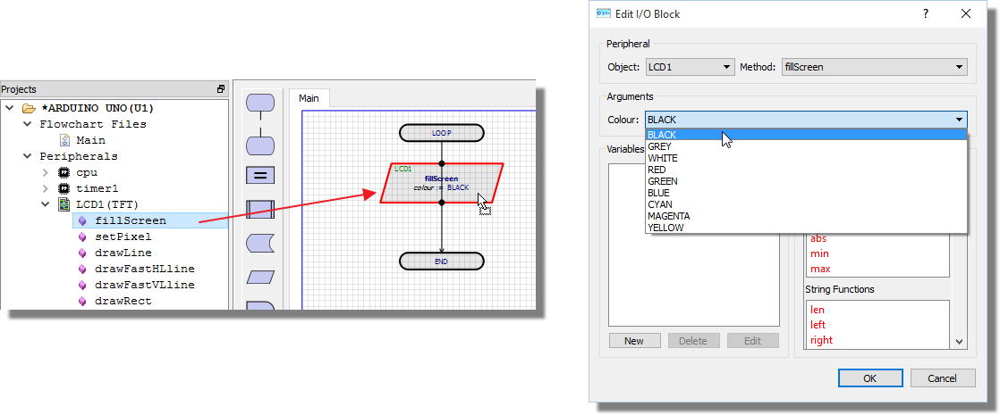 Projects
*ARDUINO UNO(U1)
Flowchart Files
Main
Peripherals
cpu
timer1
LCD1(TFT)
fillScreen
setPixel
drawLine
drawFastHLline
drawFastVLline
drawRect
Main
LOOP
LCD1
fillScreen
colour := BLACK
END
Edit I/O Block
?
Peripheral
Object: LCD1 Method: fillScreen
Arguments
Colour: BLACK
BLACK
GREY
WHITE
RED
GREEN
BLUE
CYAN
MAGENTA
YELLOW
Variables
abs
min
max
String Functions
len
left
right
New Delete Edit
OK Cancel